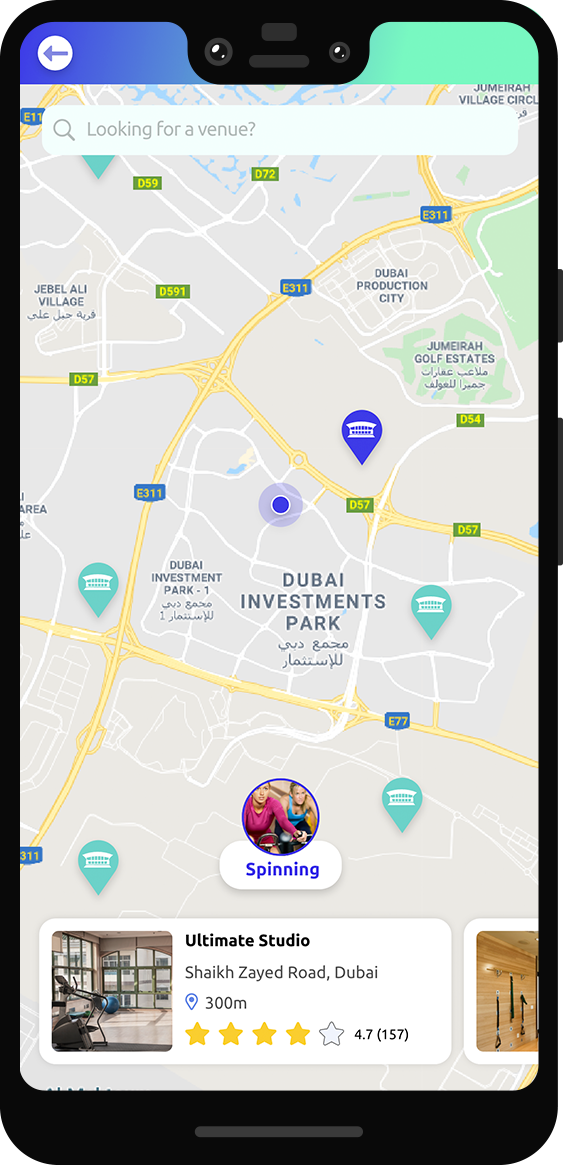 JUMEIRAH
VILLAGE CIRCL
E11
Looking for a venue?
D59
D72
E311
DUBAI
PRODUCTION
CITY
E311
D591
JEBEL ALI
VILLAGE
قرية جبل علي
JUMEIRAH
GOLF ESTATES
ملاعب عقارات
جميرا للغولف
D57
D54
E311
D57
AREA
D57
DUBAI
INVESTMENT
PARK - 1
مجمع دبي
للإستثمار 1
DUBAI
INVESTMENTS
PARK
مجمع دبي
للإستثمار
E77
311
Spinning
Ultimate Studio
Shaikh Zayed Road, Dubai
300m
4.7 (157)